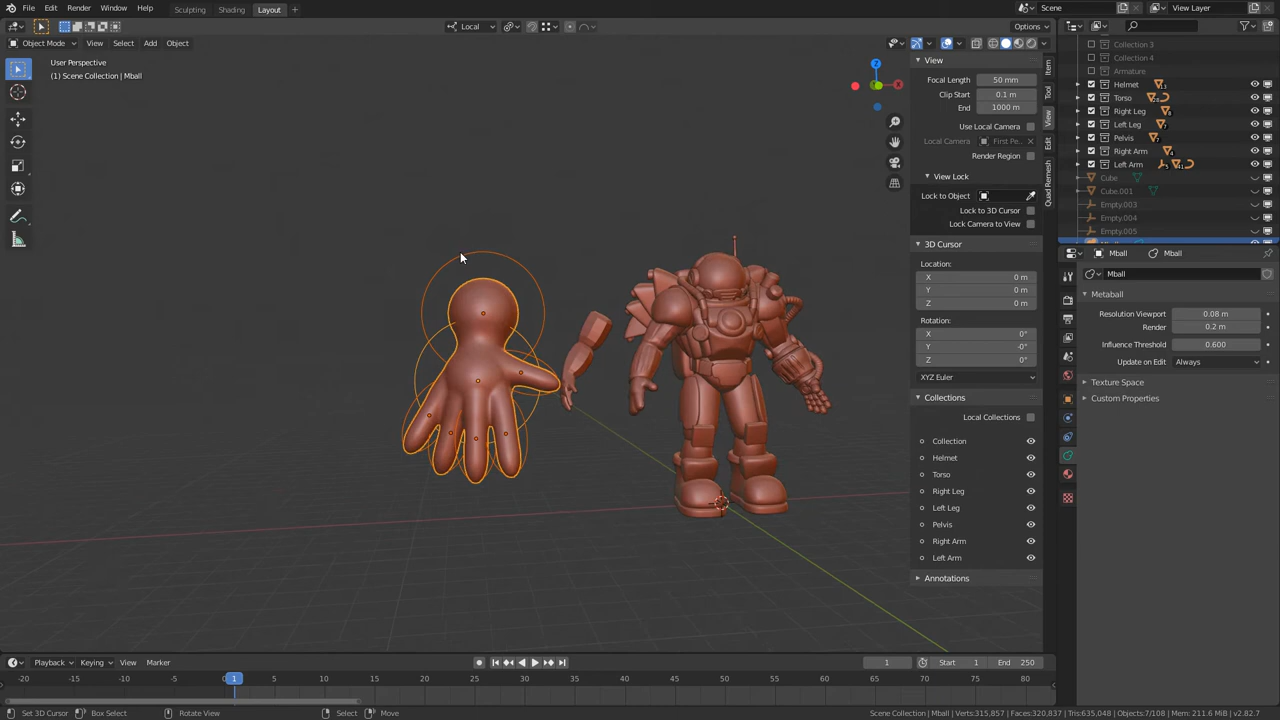 File Edit Render Window Help Sculpting Shading Layout + Scene View Layer
Local Options
Object Mode View Select Add Object
User Perspective
(1) Scene Collection | Mball
Z
X
View
Focal Length 50 mm
Clip Start 0.1 m
End 1000 m
Use Local Camera
Local Camera First Pe..
Render Region
View Lock
Lock to Object
Lock to 3D Cursor
Lock Camera to View
3D Cursor
Location:
X 0 m
Y 0 m
Z 0 m
Rotation:
X 0°
Y -0°
Z 0°
XYZ Euler
Collections
Local Collections
Collection
Helmet
Torso
Right Leg
Left Leg
Pelvis
Right Arm
Left Arm
Annotations
Item
Tool
View
Edit
Quad Remesh
Collection 3
Collection 4
Armature
Helmet
Torso
Right Leg
Left Leg
Pelvis
Right Arm
Left Arm
Cube
Cube.001
Empty.003
Empty.004
Empty.005
Mball Mball
Mball
Metaball
Resolution Viewport 0.08 m
Render 0.2 m
Influence Threshold 0.600
Update on Edit Always
Texture Space
Custom Properties
Playback Keying View Marker 1 Start 1 End 250
-20 -15 -10 -5 0 1 5 10 15 20 25 30 35 40 45 50 55 60 65 70 75 80
Set 3D Cursor Box Select Rotate View Select Move Scene Collection | Mball | Verts:315,857 | Faces:320,837 | Tris:635,048 | Objects:7/108 | Mem: 211.6 MiB | v2.82.7